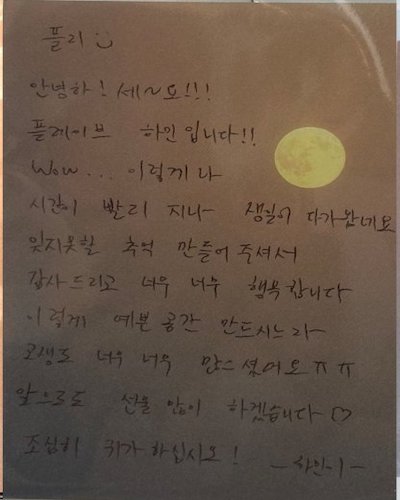 플리 :)
안녕하! 세~요!!!
플레이브 하민입니다!!
Wow... 이렇게나
시간이 빨리 지나 생일이 다가왔네요
잊지못할 추억 만들어주셔서
감사드리고 너무 너무 행복합니다
이렇게 예쁜 공간 만드시느라
고생도 너무 너무 많으셨어요 ㅠㅠ
앞으로도 선물 많이 하겠습니다 ♡
조심히 귀가하십시오!
-하민이-